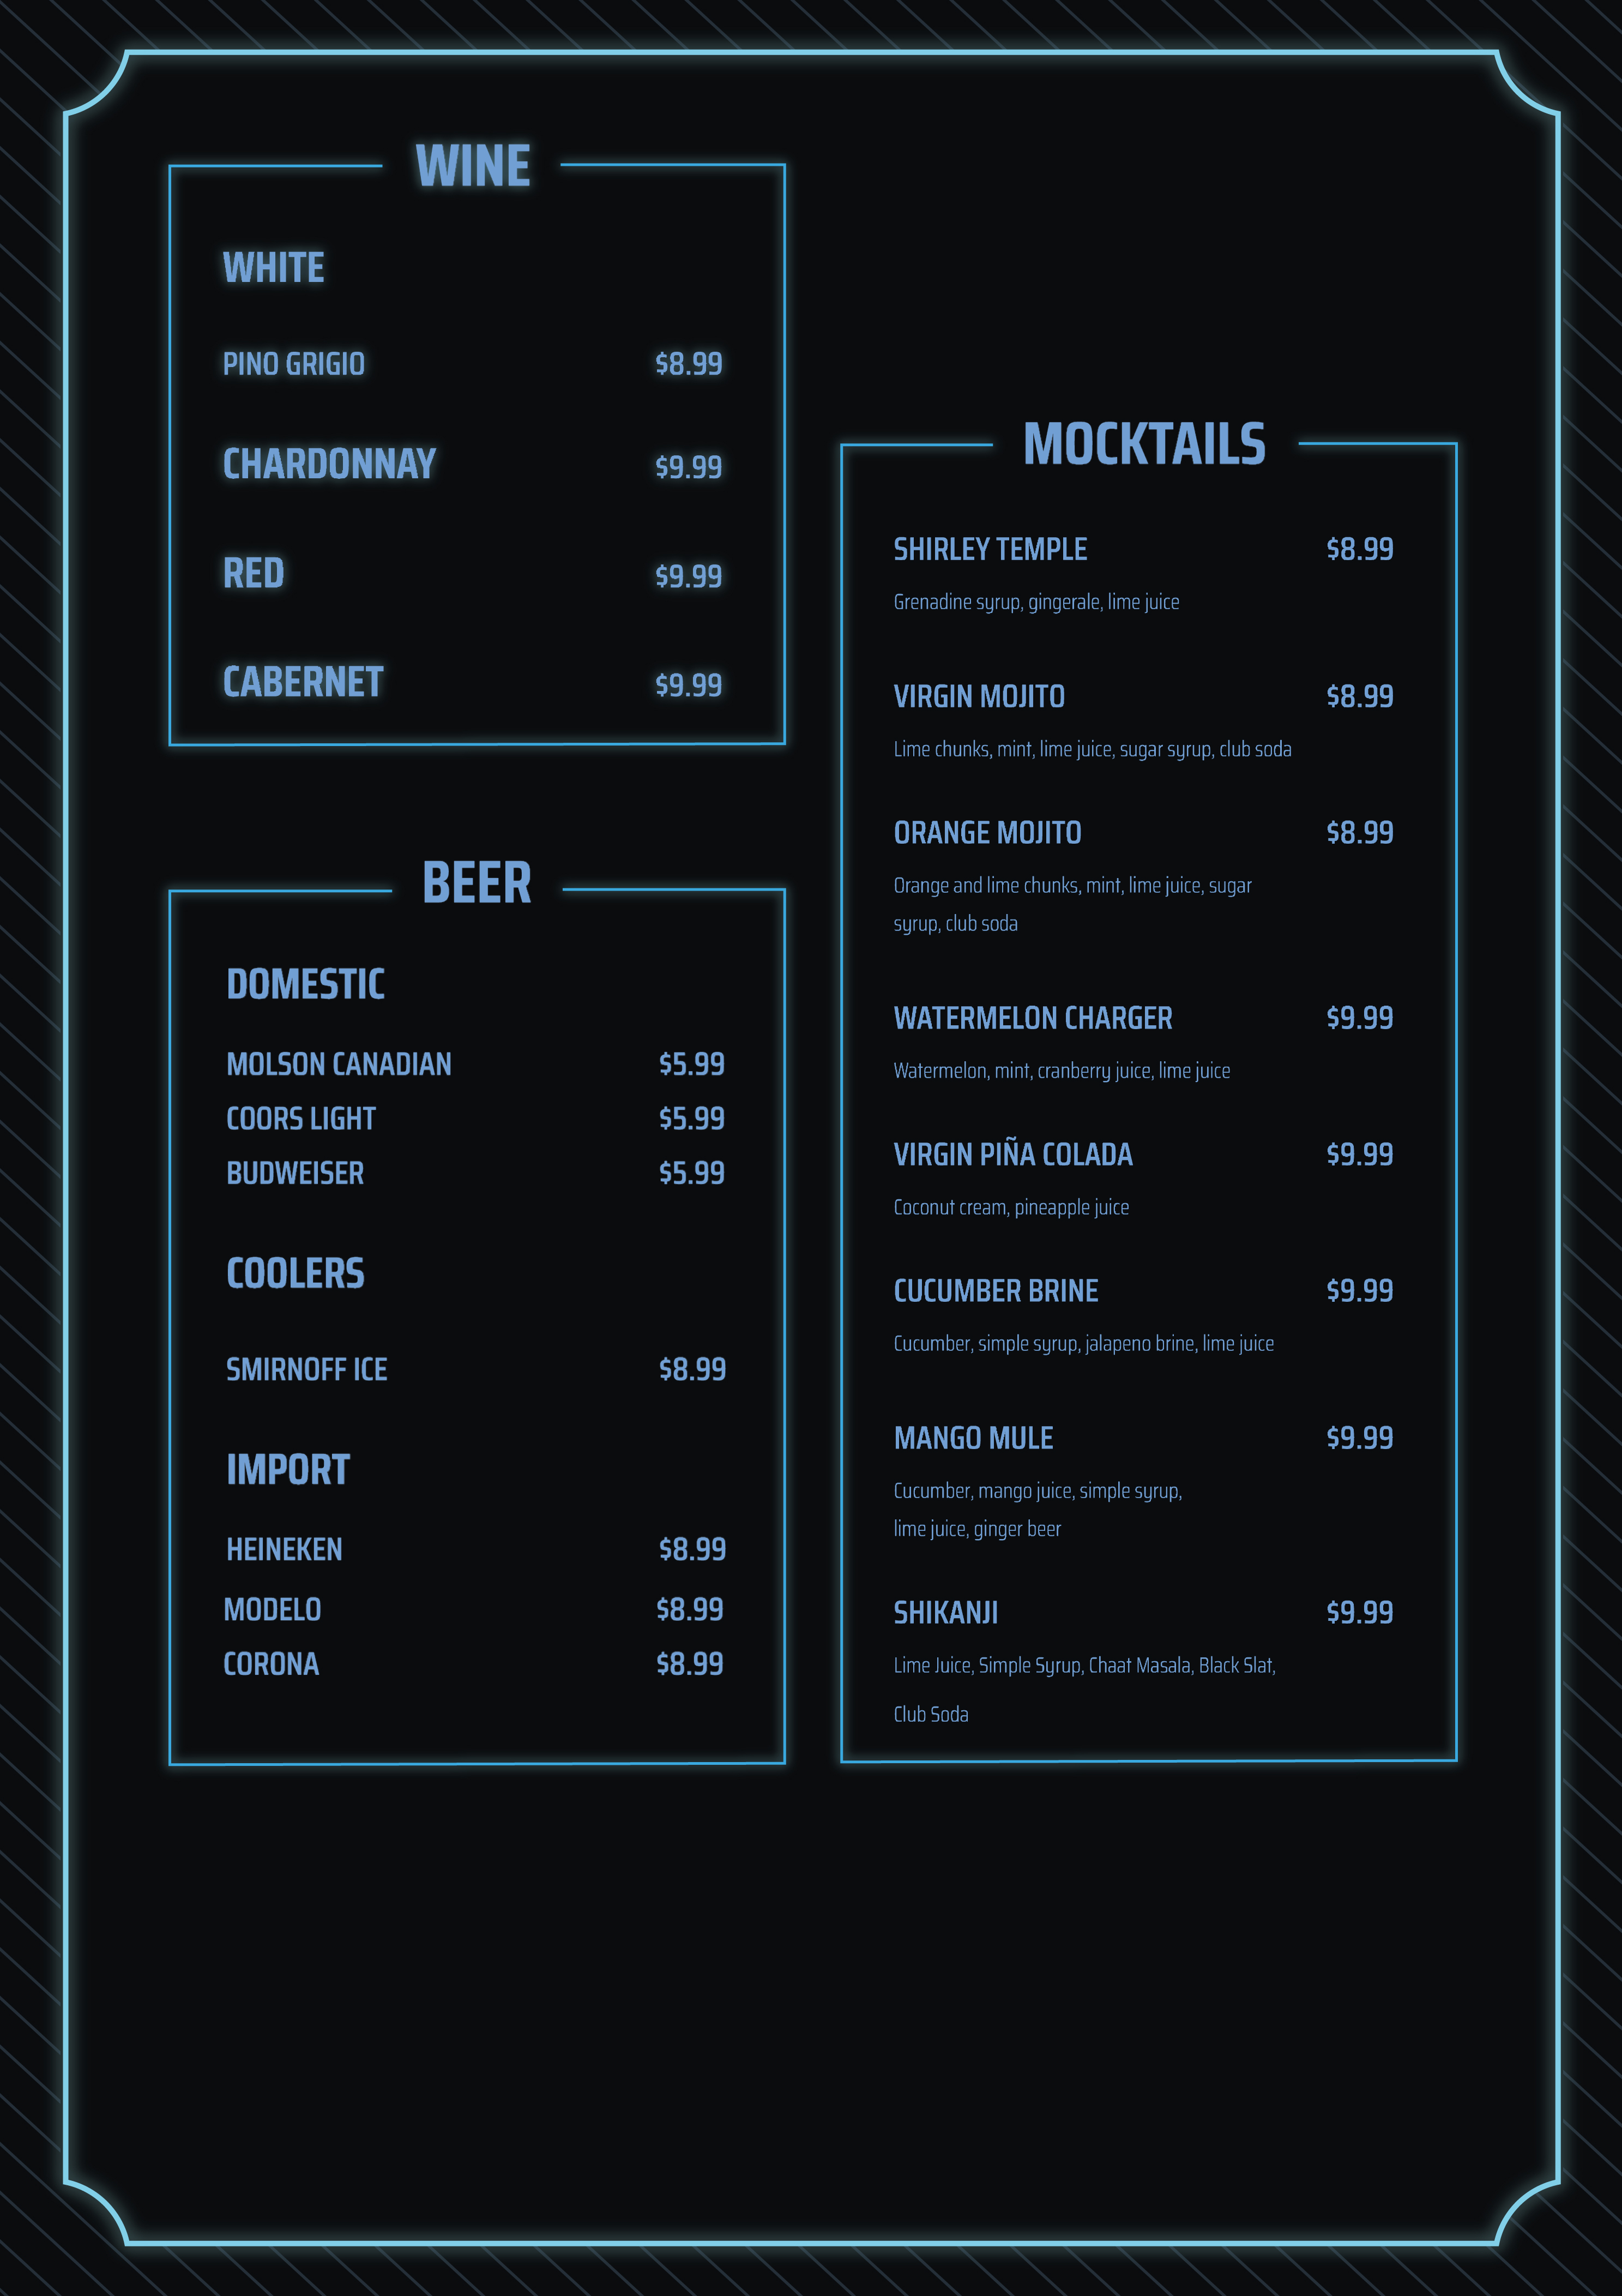 WINE
WHITE
PINO GRIGIO $8.99
CHARDONNAY $9.99
RED $9.99
CABERNET $9.99
BEER
DOMESTIC
MOLSON CANADIAN $5.99
COORS LIGHT $5.99
BUDWEISER $5.99
COOLERS
SMIRNOFF ICE $8.99
IMPORT
HEINEKEN $8.99
MODELO $8.99
CORONA $8.99
MOCKTAILS
SHIRLEY TEMPLE $8.99
Grenadine syrup, gingerale, lime juice
VIRGIN MOJITO $8.99
Lime chunks, mint, lime juice, sugar syrup, club soda
ORANGE MOJITO $8.99
Orange and lime chunks, mint, lime juice, sugar
syrup, club soda
WATERMELON CHARGER $9.99
Watermelon, mint, cranberry juice, lime juice
VIRGIN PIÑA COLADA $9.99
Coconut cream, pineapple juice
CUCUMBER BRINE $9.99
Cucumber, simple syrup, jalapeno brine, lime juice
MANGO MULE $9.99
Cucumber, mango juice, simple syrup,
lime juice, ginger beer
SHIKANJI $9.99
Lime Juice, Simple Syrup, Chaat Masala, Black Slat,
Club Soda